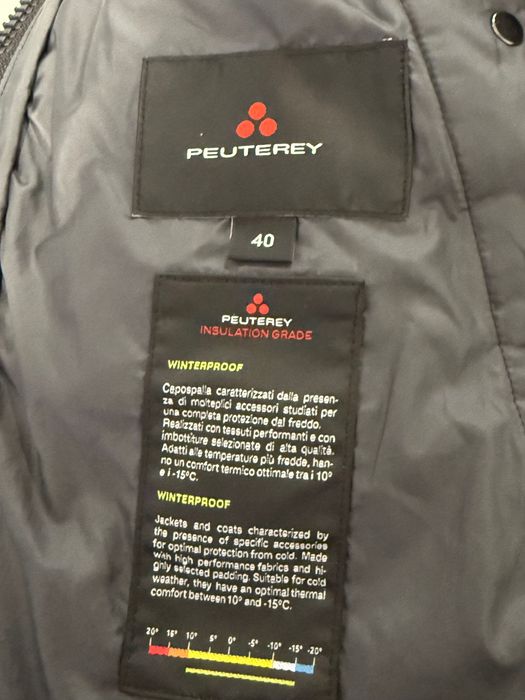 PEUTEREY
40
PEUTEREY
INSULATION GRADE
WINTERPROOF
Capospalla caratterizzati dalla presen-
za di molteplici accessori studiati per
una completa protezione dal freddo.
Realizzati con tessuti performanti e con
imbottiture selezionate di alta qualità.
Adatti alle temperature più fredde, han-
no un comfort termico ottimale tra i 10°
e i -15°C.
WINTERPROOF
Jackets and coats characterized by
the presence of specific accessories
for optimal protection from cold. Made
with high performance fabrics and hi-
ghly selected padding. Suitable for cold
weather, they have an optimal thermal
comfort between 10° and -15°C.
20° 15° 10° 5° 0° -5° -10° -15° -20°